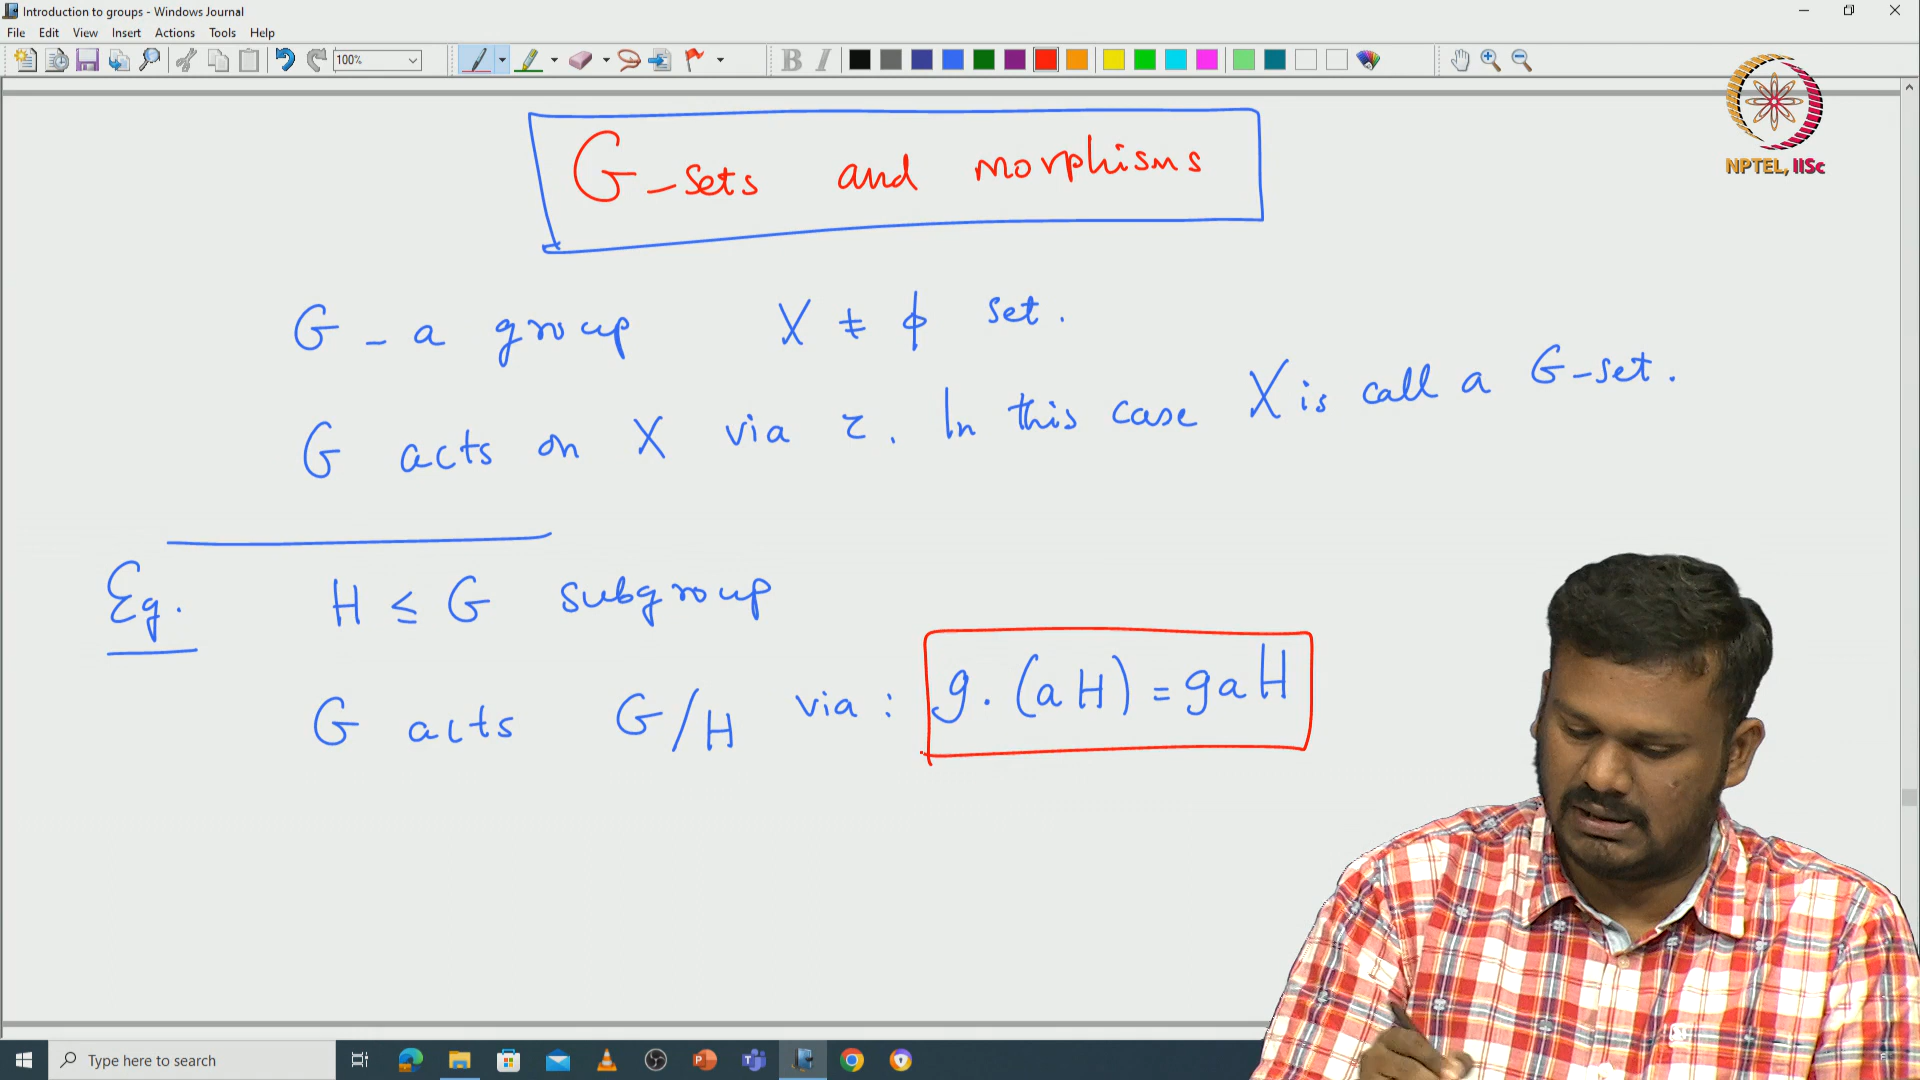 Introduction to groups - Windows Journal
File Edit View Insert Actions Tools Help
100%
B I
NPTEL, IISc
G-sets and morphisms
G - a group X ≠ ϕ set.
G acts on X via τ. In this case X is call a G-set.
Eg. H ≤ G subgroup
G acts G/H via : g. (aH) = gaH
Type here to search